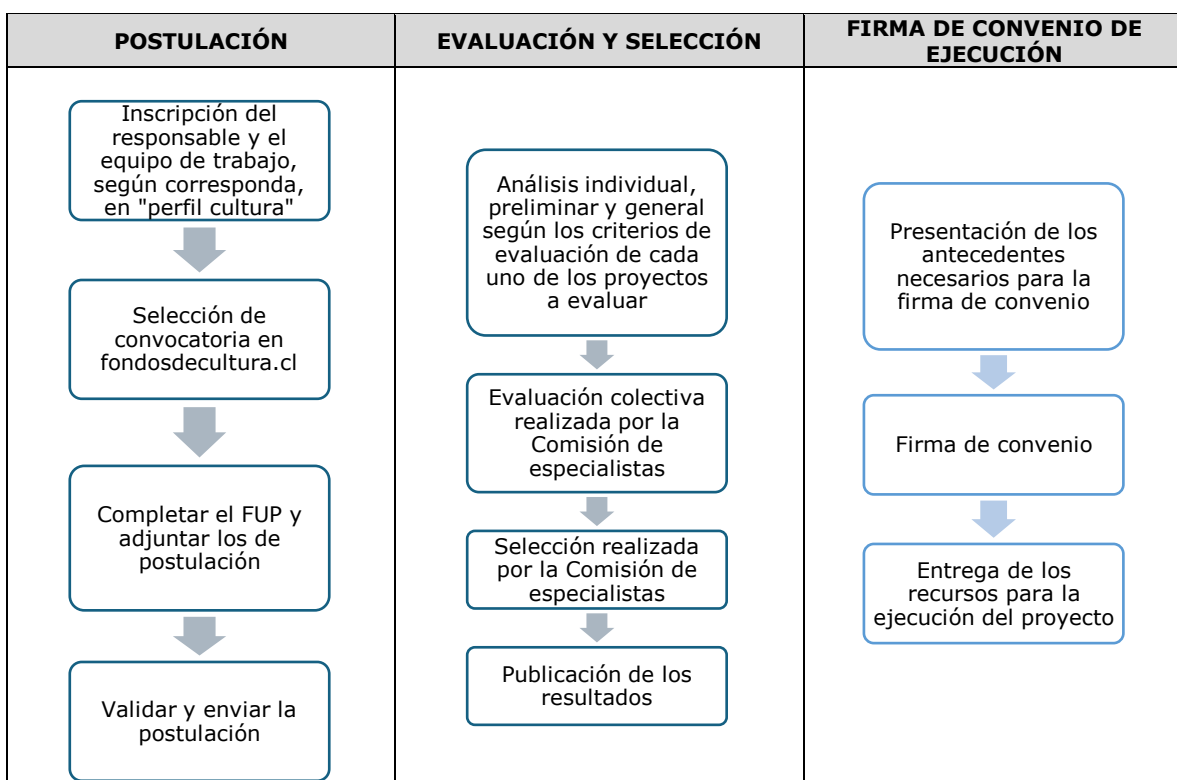 POSTULACIÓN
Inscripción del
responsable y el
equipo de trabajo,
según corresponda,
en "perfil cultura"
Selección de
convocatoria en
fondosdecultura.cl
Completar el FUP y
adjuntar los de
postulación
Validar y enviar la
postulación
EVALUACIÓN Y SELECCIÓN
Análisis individual,
preliminar y general
según los criterios de
evaluación de cada
uno de los proyectos
a evaluar
Evaluación colectiva
realizada por la
Comisión de
especialistas
Selección realizada
por la Comisión de
especialistas
Publicación de los
resultados
FIRMA DE CONVENIO DE
EJECUCIÓN
Presentación de los
antecedentes
necesarios para la
firma de convenio
Firma de convenio
Entrega de los
recursos para la
ejecución del proyecto